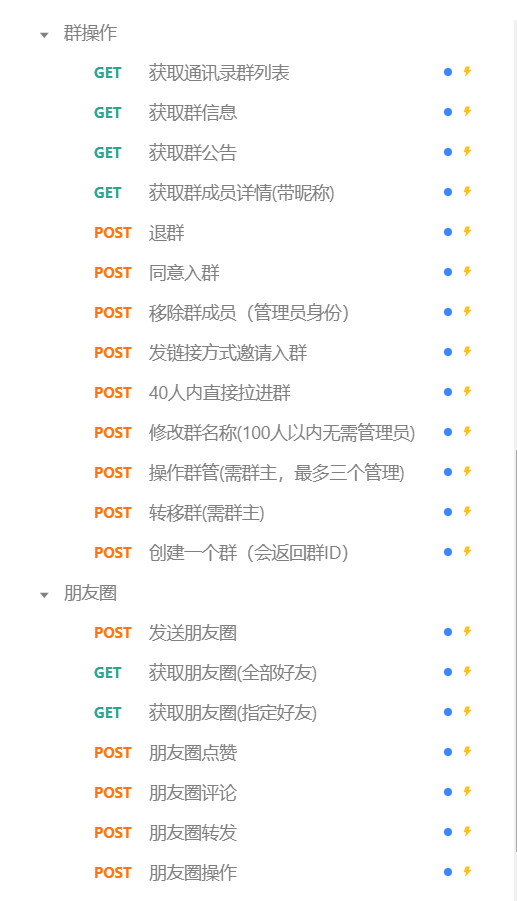 群操作
GET 获取通讯录群列表
GET 获取群信息
GET 获取群公告
GET 获取群成员详情(带昵称)
POST 退群
POST 同意入群
POST 移除群成员（管理员身份）
POST 发链接方式邀请入群
POST 40人内直接拉进群
POST 修改群名称(100人以内无需管理员)
POST 操作群管(需群主，最多三个管理)
POST 转移群(需群主)
POST 创建一个群（会返回群ID）
朋友圈
POST 发送朋友圈
GET 获取朋友圈(全部好友)
GET 获取朋友圈(指定好友)
POST 朋友圈点赞
POST 朋友圈评论
POST 朋友圈转发
POST 朋友圈操作